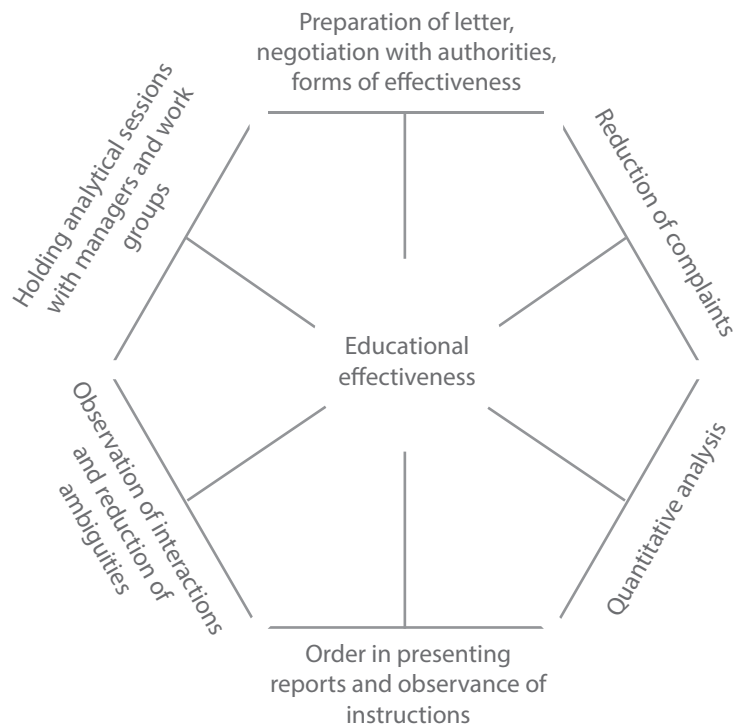 Preparation of letter,
negotiation with authorities,
forms of effectiveness
Holding analytical sessions
with managers and work
groups
Reduction of complaints
Educational
effectiveness
Observation of interactions
and reduction of
ambiguities
Quantitative analysis
Order in presenting
reports and observance of
instructions